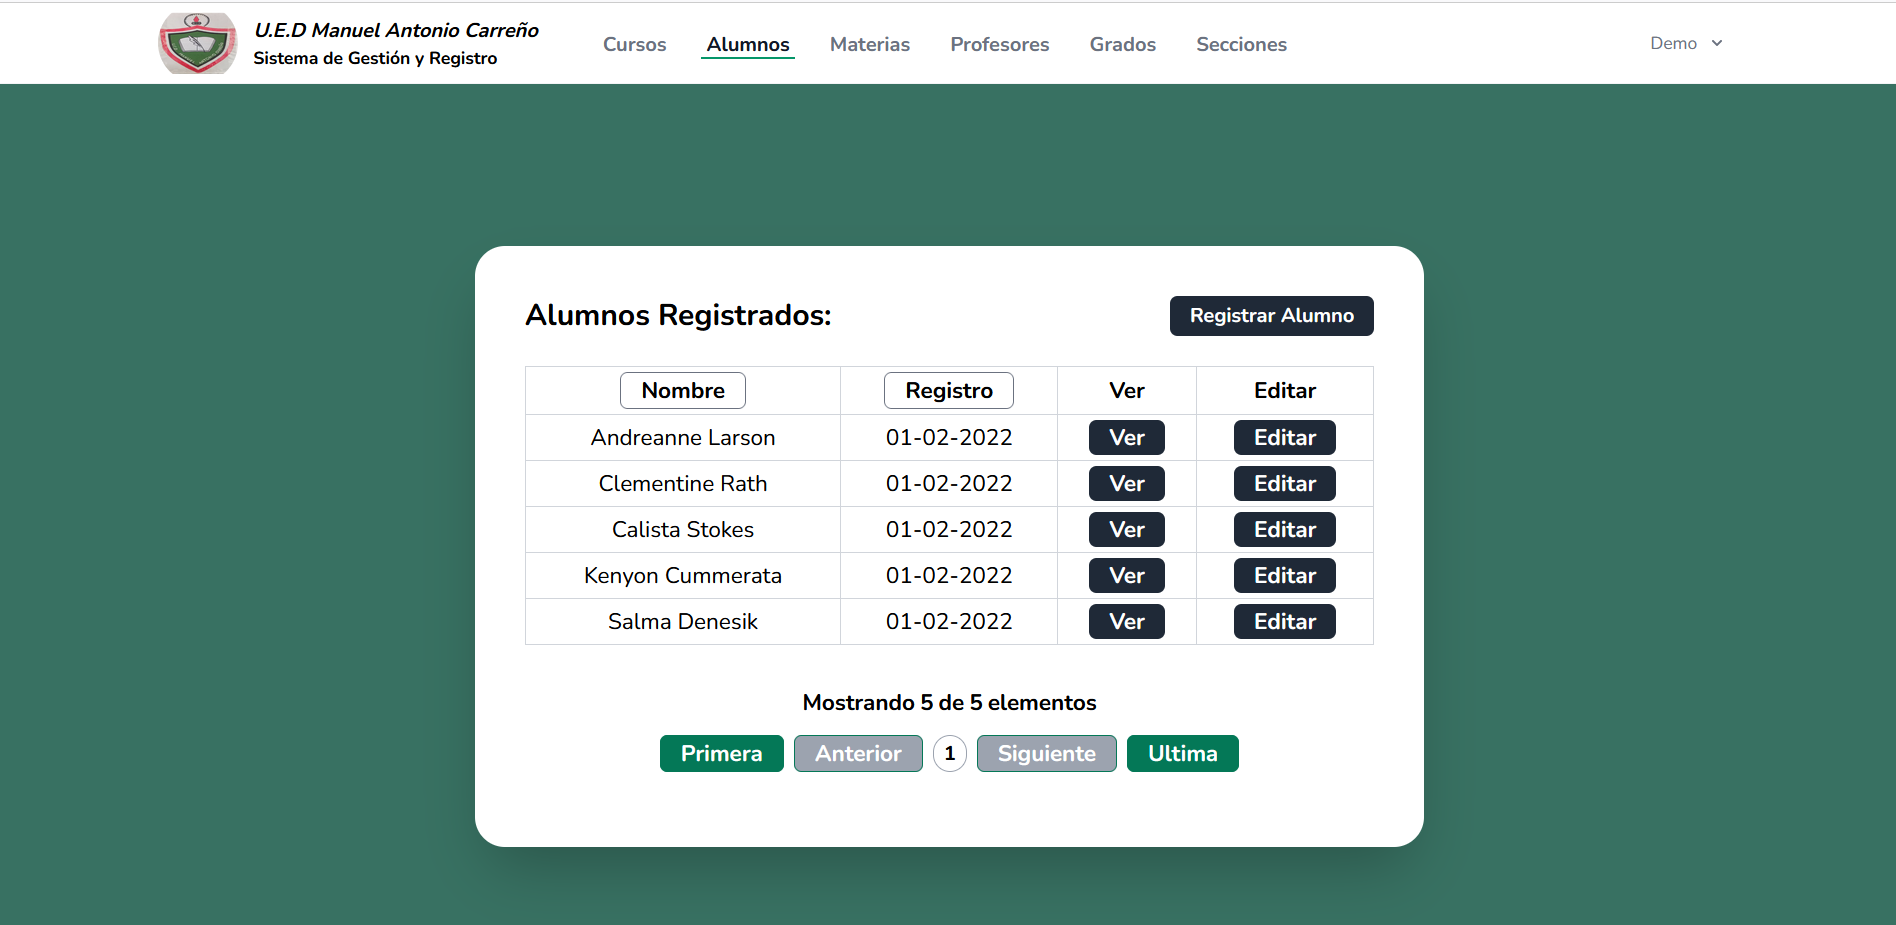 U.E.D Manuel Antonio Carreño
Sistema de Gestión y Registro
Cursos Alumnos Materias Profesores Grados Secciones Demo
Alumnos Registrados: Registrar Alumno
Nombre Registro Ver Editar
Andreanne Larson 01-02-2022 Ver Editar
Clementine Rath 01-02-2022 Ver Editar
Calista Stokes 01-02-2022 Ver Editar
Kenyon Cummerata 01-02-2022 Ver Editar
Salma Denesik 01-02-2022 Ver Editar
Mostrando 5 de 5 elementos
Primera Anterior 1 Siguiente Ultima